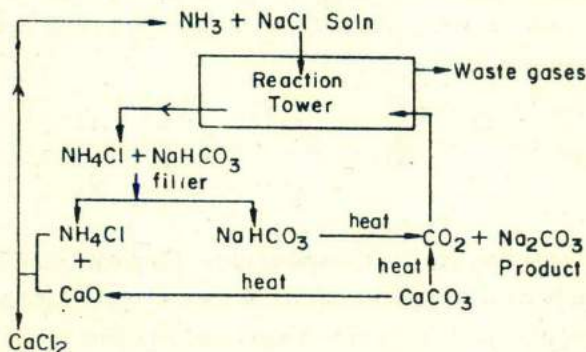 NH3 + NaCl Soln
Reaction Tower
Waste gases
NH4Cl + NaHCO3
filler
NH4Cl
NaHCO3
heat
CO2 + Na2CO3
Product
+
heat
CaO
heat
CaCO3
CaCl2